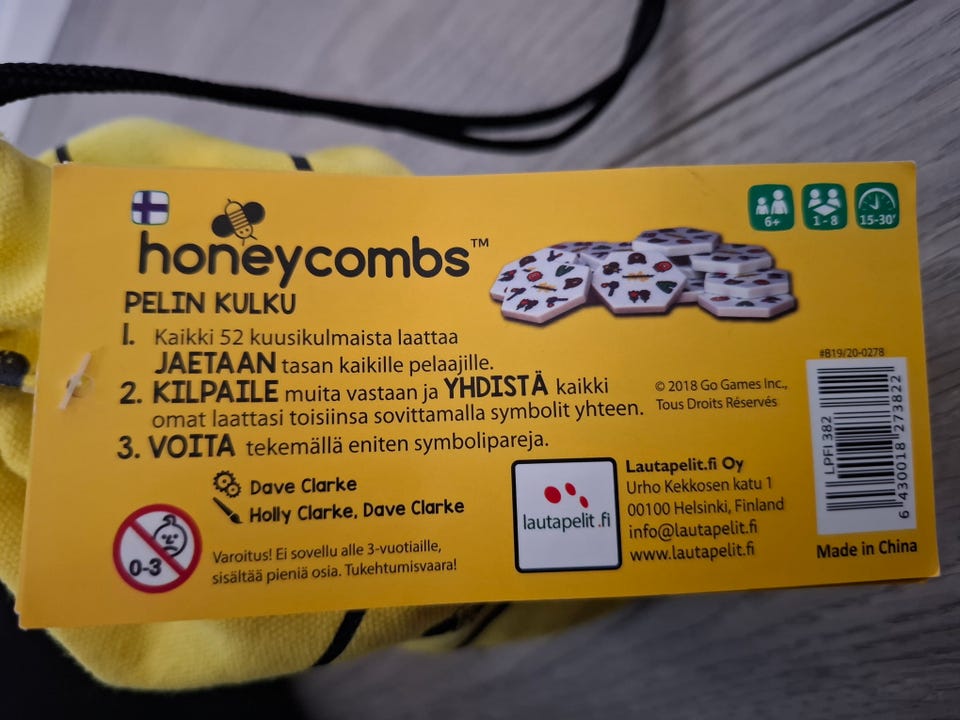 honeycombs™
6+
1 - 8
15-30'
PELIN KULKU
1. Kaikki 52 kuusikulmaista laattaa
JAETAAN tasan kaikille pelaajille.
2. KILPAILE muita vastaan ja YHDISTÄ kaikki
omat laattasi toisiinsa sovittamalla symbolit yhteen.
3. VOITA tekemällä eniten symbolipareja.
© 2018 Go Games Inc.,
Tous Droits Réservés
#B19/20-0278
LPFI 382
6 430018 273822
Dave Clarke
Holly Clarke, Dave Clarke
0-3
Varoitus! Ei sovellu alle 3-vuotiaille,
sisältää pieniä osia. Tukehtumisvaara!
lautapelit.fi
Lautapelit.fi Oy
Urho Kekkosen katu 1
00100 Helsinki, Finland
info@lautapelit.fi
www.lautapelit.fi
Made in China